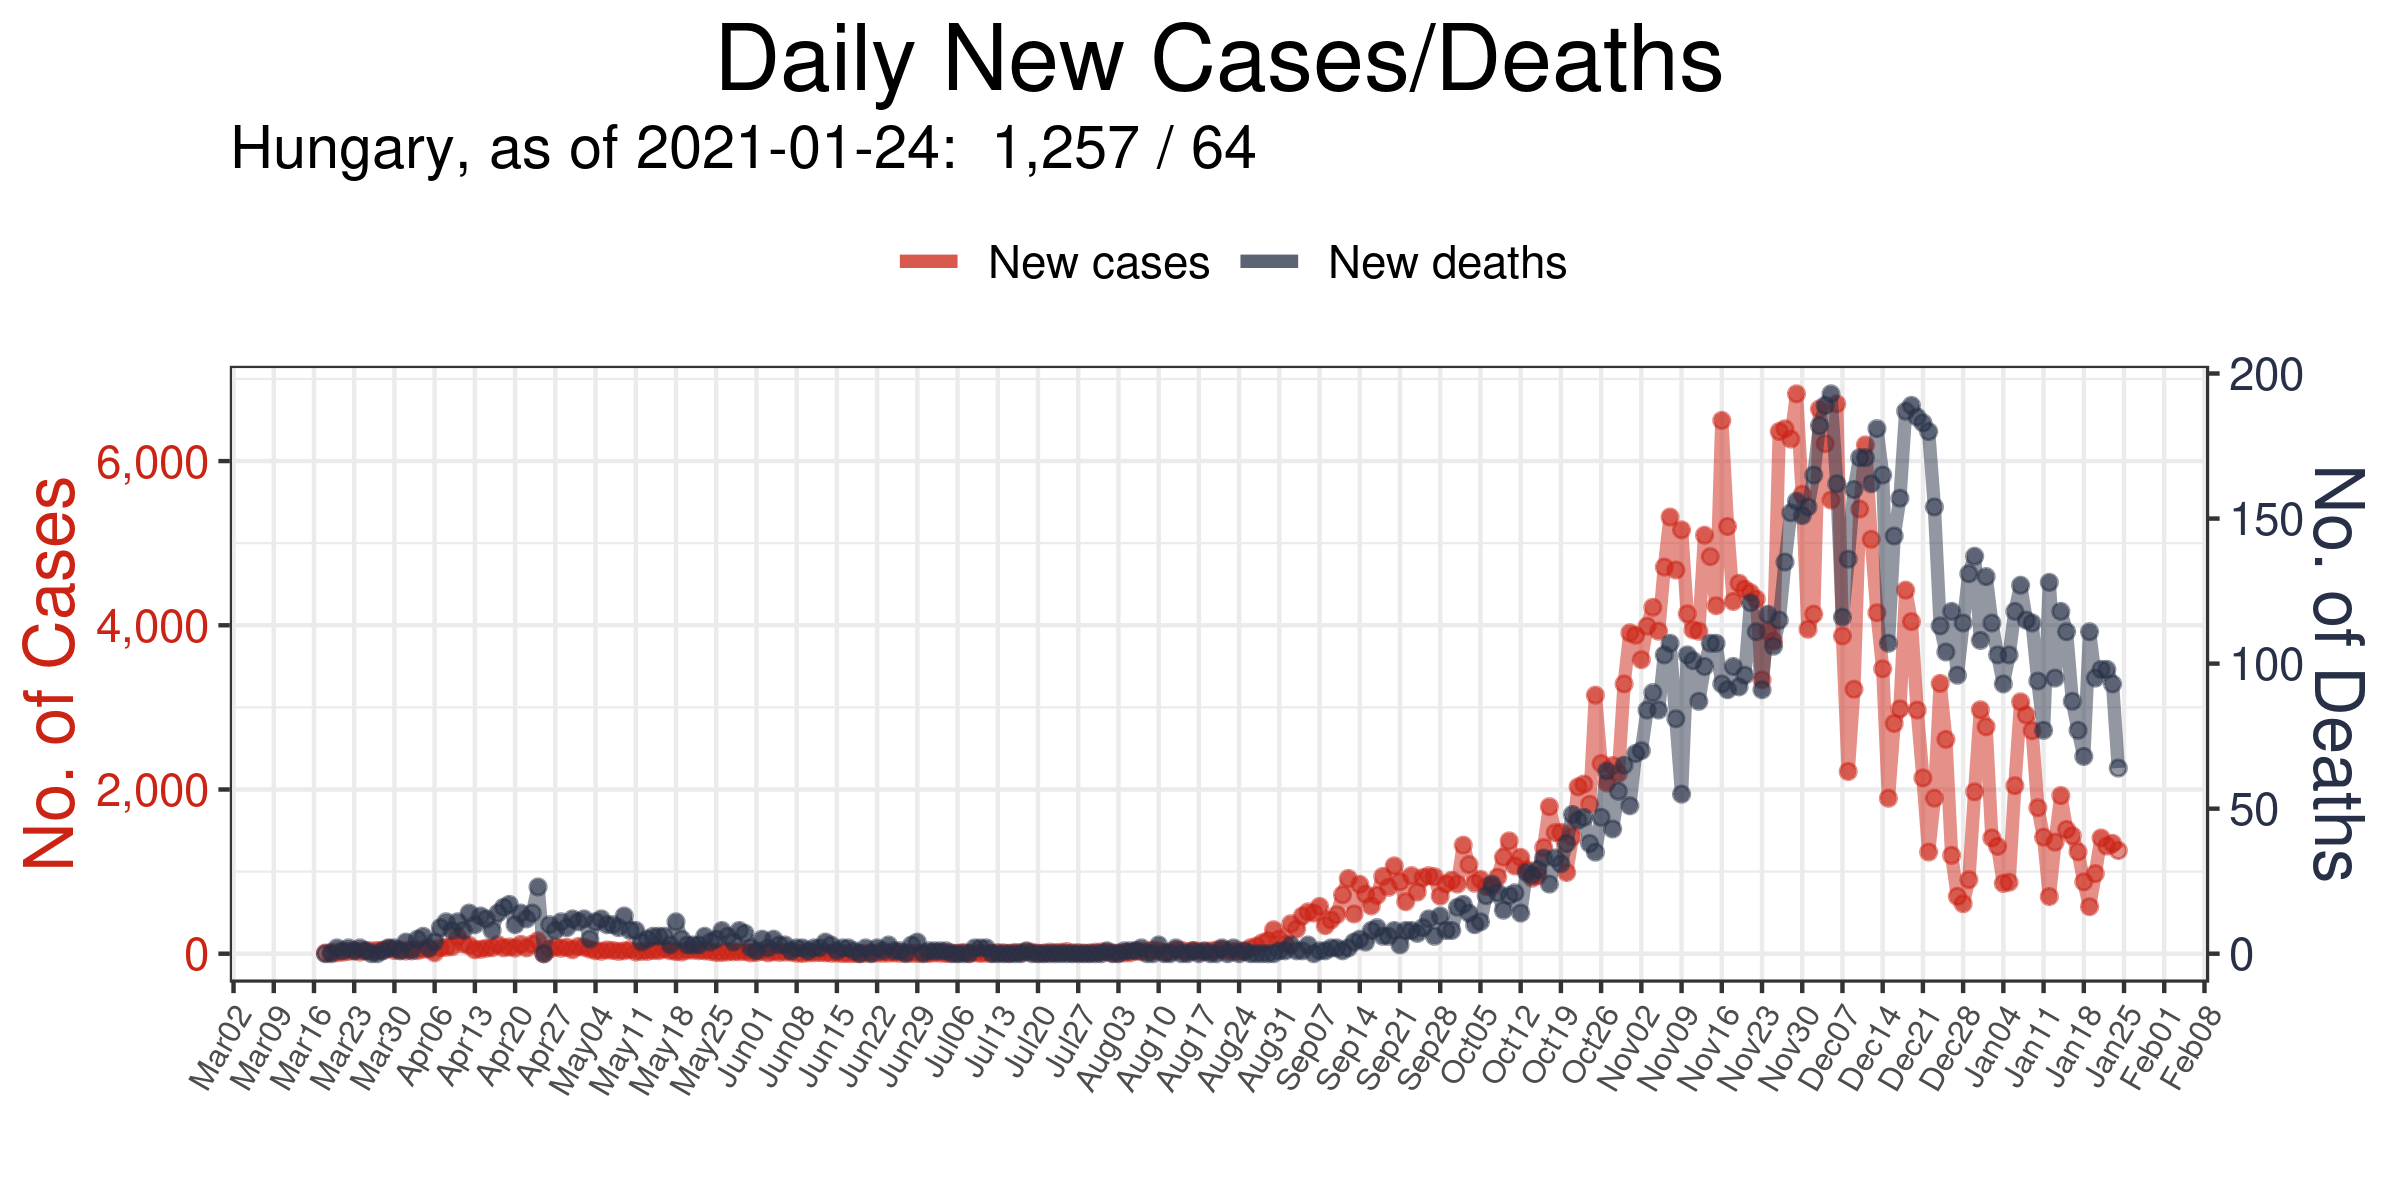 Daily New Cases/Deaths
Hungary, as of 2021-01-24: 1,257 / 64
New cases
New deaths
No. of Cases
6,000
4,000
2,000
0
200
150
100
50
0
No. of Deaths
Mar02
Mar09
Mar16
Mar23
Mar30
Apr06
Apr13
Apr20
Apr27
May04
May11
May18
May25
Jun01
Jun08
Jun15
Jun22
Jun29
Jul06
Jul13
Jul20
Jul27
Aug03
Aug10
Aug17
Aug24
Aug31
Sep07
Sep14
Sep21
Sep28
Oct05
Oct12
Oct19
Oct26
Nov02
Nov09
Nov16
Nov23
Nov30
Dec07
Dec14
Dec21
Dec28
Jan04
Jan11
Jan18
Jan25
Feb01
Feb08